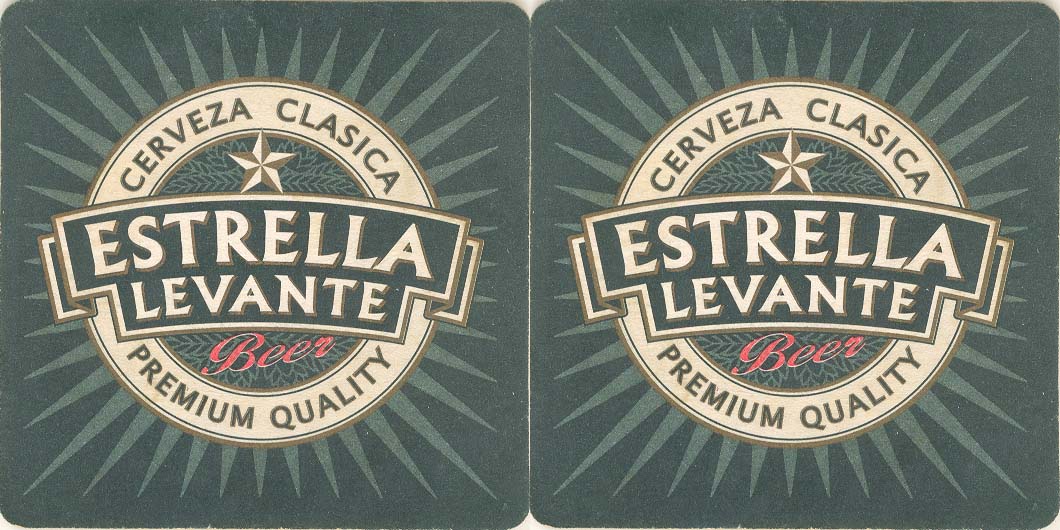 CERVEZA CLASICA
ESTRELLA
LEVANTE
Beer
PREMIUM QUALITY
CERVEZA CLASICA
ESTRELLA
LEVANTE
Beer
PREMIUM QUALITY